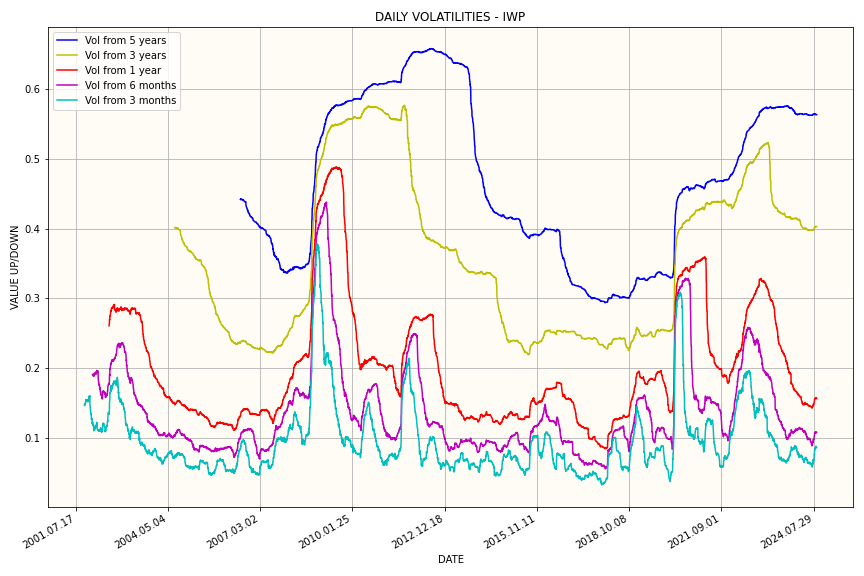 DAILY VOLATILITIES - IWP
Vol from 5 years
Vol from 3 years
Vol from 1 year
Vol from 6 months
Vol from 3 months
VALUE UP/DOWN
0.6
0.5
0.4
0.3
0.2
0.1
2001.07.17
2004.05.04
2007.03.02
2010.01.25
2012.12.18
2015.11.11
2018.10.08
2021.09.01
2024.07.29
DATE